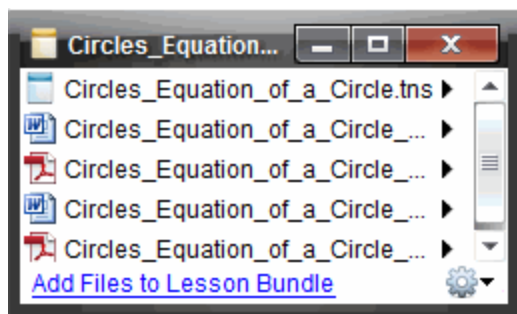 Circles_Equation...
Circles_Equation_of_a_Circle.tns
Circles_Equation_of_a_Circle_...
Circles_Equation_of_a_Circle_...
Circles_Equation_of_a_Circle_...
Circles_Equation_of_a_Circle_...
Add Files to Lesson Bundle